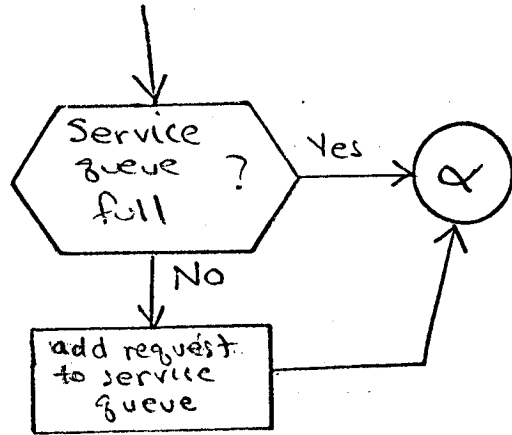 Service
queue ?
full
Yes
α
No
add request
to service
queue